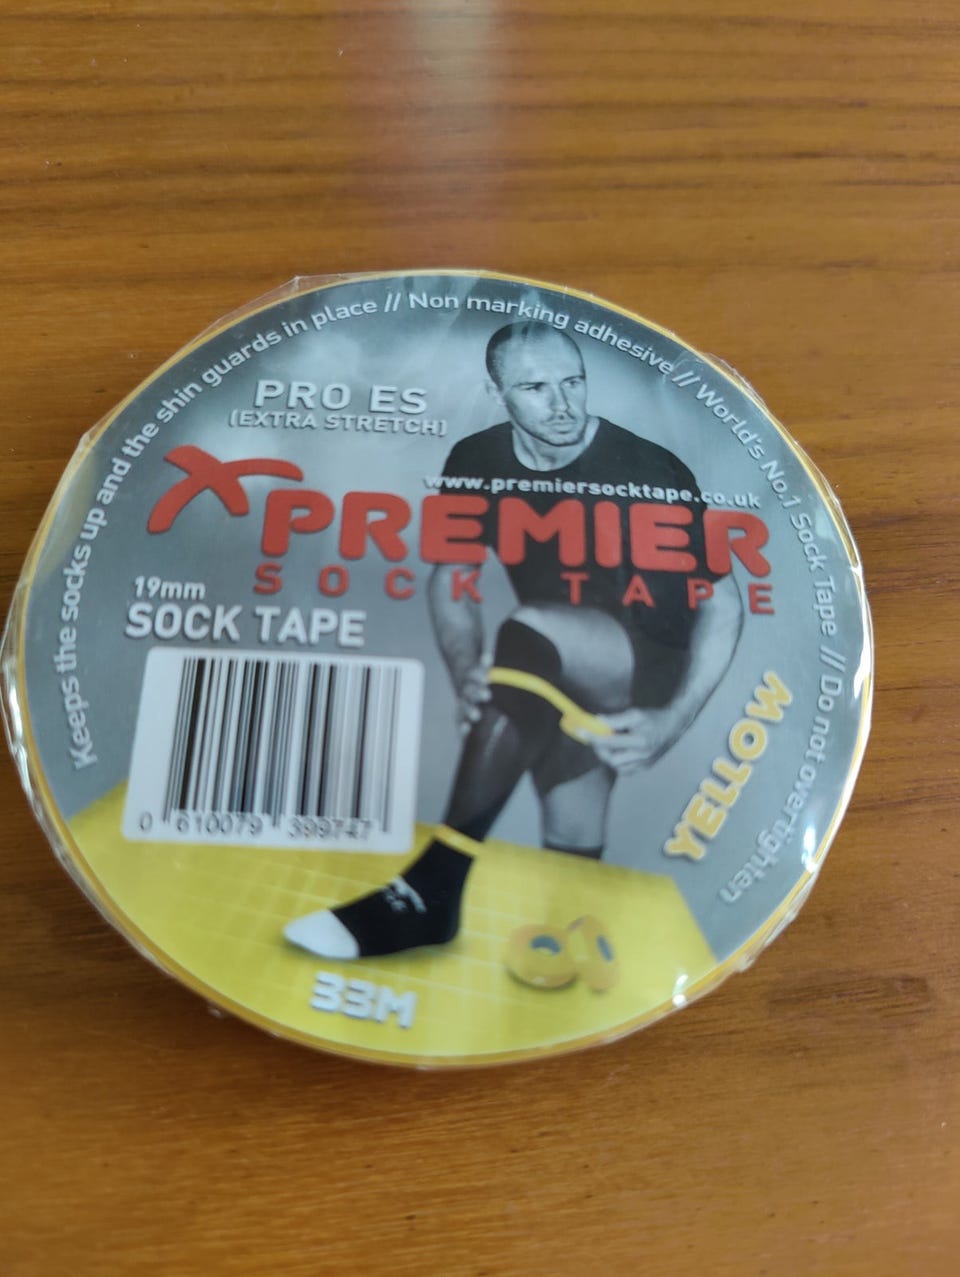 Keeps the socks up and the shin guards in place // Non marking adhesive // World's No.1 Sock Tape // Do not overtighten
PRO ES
(EXTRA STRETCH)
www.premiersocktape.co.uk
PREMIER
SOCK TAPE
19mm
SOCK TAPE
0 610079 399747
YELLOW
33M